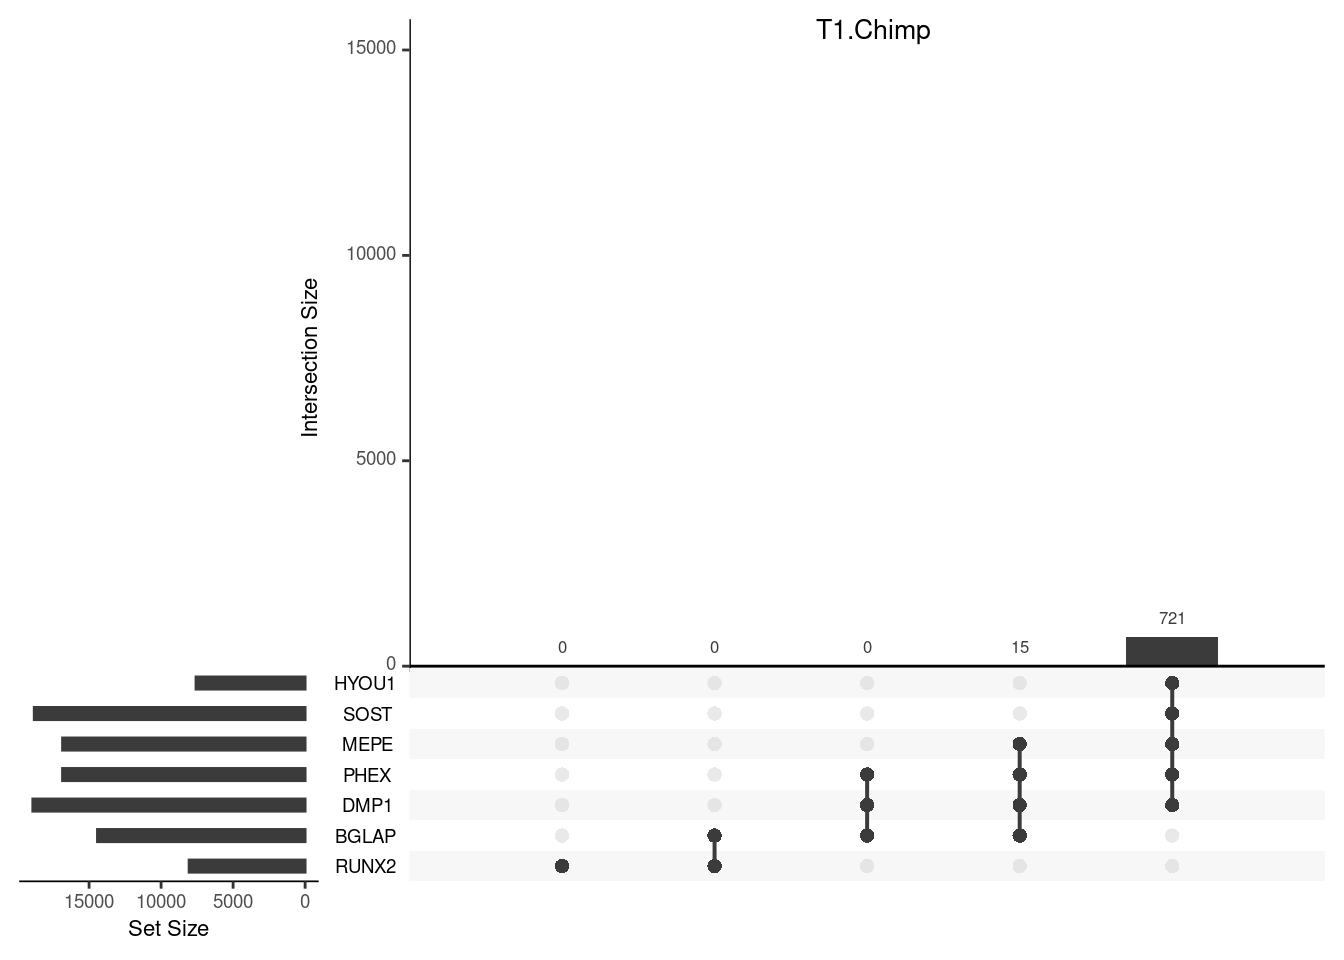 T1.Chimp
15000
10000
5000
0
Intersection Size
0 0 0 15 721
HYOU1
SOST
MEPE
PHEX
DMP1
BGLAP
RUNX2
15000 10000 5000 0
Set Size